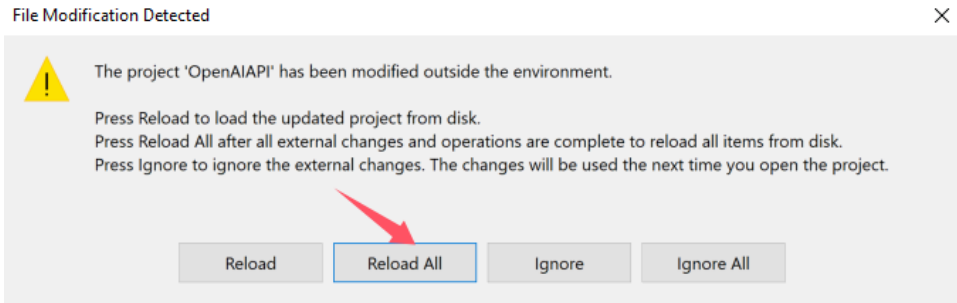 File Modification Detected
The project 'OpenAIAPI' has been modified outside the environment.
Press Reload to load the updated project from disk.
Press Reload All after all external changes and operations are complete to reload all items from disk.
Press Ignore to ignore the external changes. The changes will be used the next time you open the project.
Reload Reload All Ignore Ignore All